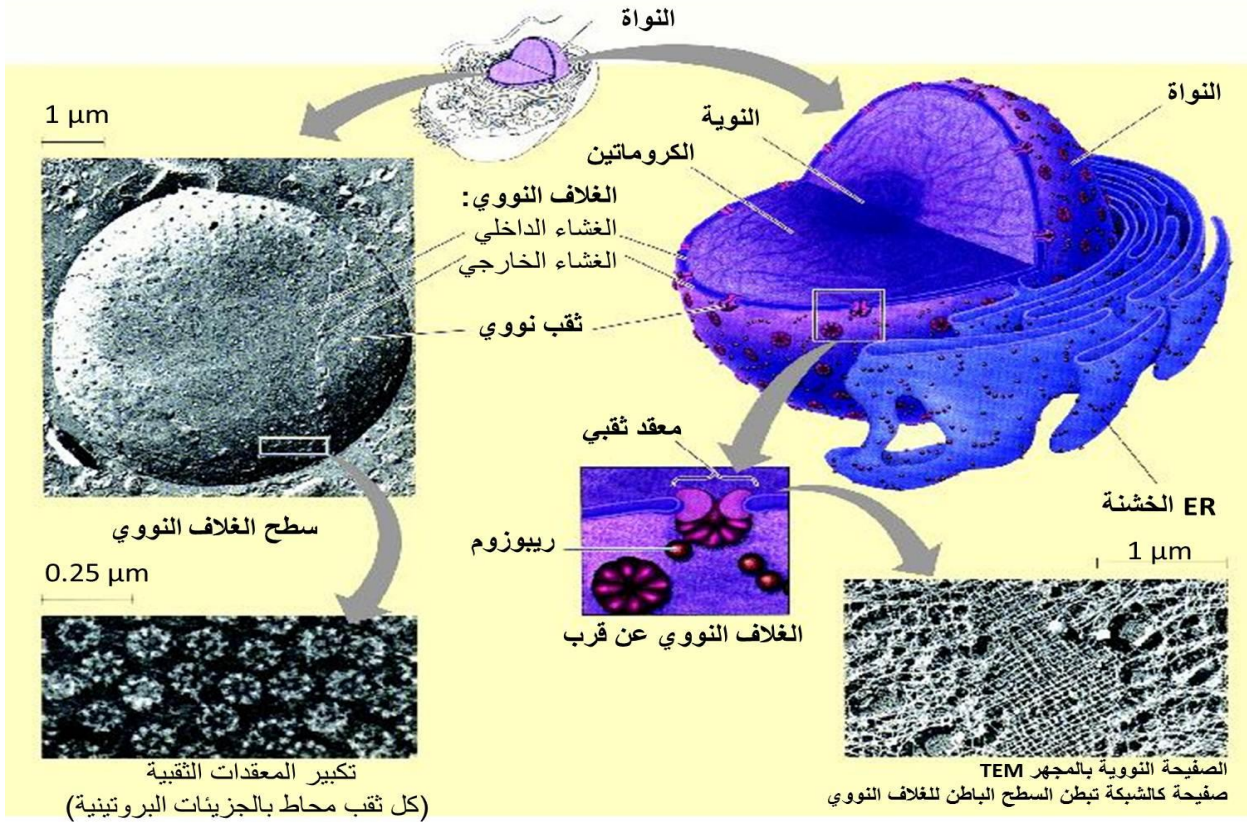 النواة
النواة
النوية
الكروماتين
الغلاف النووي:
الغشاء الداخلي
الغشاء الخارجي
ثقب نووي
1 µm
سطح الغلاف النووي
0.25 µm
تكبير المعقدات الثقبية
(كل ثقب محاط بالجزيئات البروتينية)
معقد ثقبي
ريبوزوم
الغلاف النووي عن قرب
ER الخشنة
1 µm
الصفيحة النووية بالمجهر TEM
صفيحة كالشبكة تبطن السطح الباطن للغلاف النووي